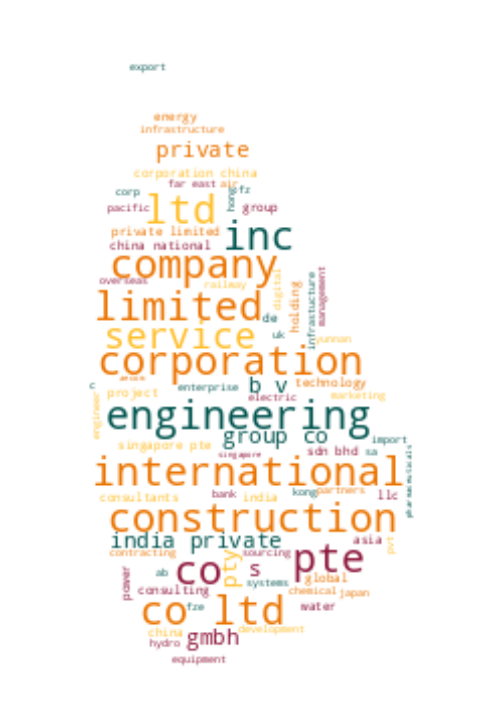 export
energy
infrastructure
private
corporation china
far east air
corp
hong
fz
pacific
ltd
group
private limited
inc
china national
company
overseas
railway
digital
infrastucture
management
holding
limited
de
service
uk
yunnan
corporation
c
enterprise
b v
technology
engineer
project
electric
marketing
engineering
group co
import
singapore pte
singapore
sdn bhd
sa
pharmaceuticals
international
consultants
bank
india
kong
partners
llc
construction
india private
asia
pvt
contracting
sourcing
pte
power
ab
co
pty
s
systems
global
consulting
chemical
japan
co ltd
fze
water
china
development
hydro
gmbh
equipment